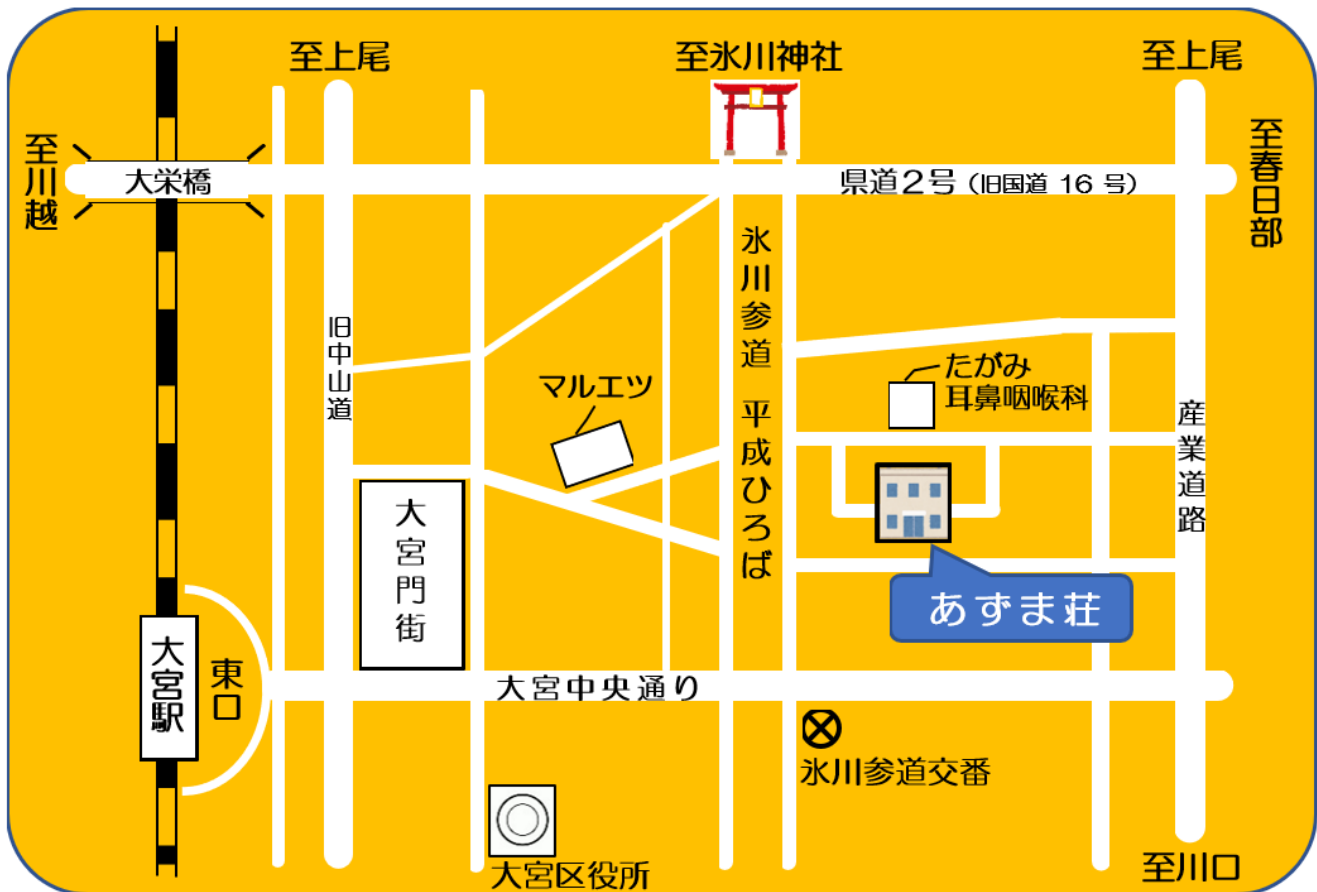 至上尾
至氷川神社
至上尾
至川越
大栄橋
県道2号（旧国道 16 号）
至春日部
氷川参道 平成ひろば
旧中山道
マルエツ
たがみ
耳鼻咽喉科
産業道路
大宮門街
あずま荘
大宮駅
東口
大宮中央通り
氷川参道交番
大宮区役所
至川口